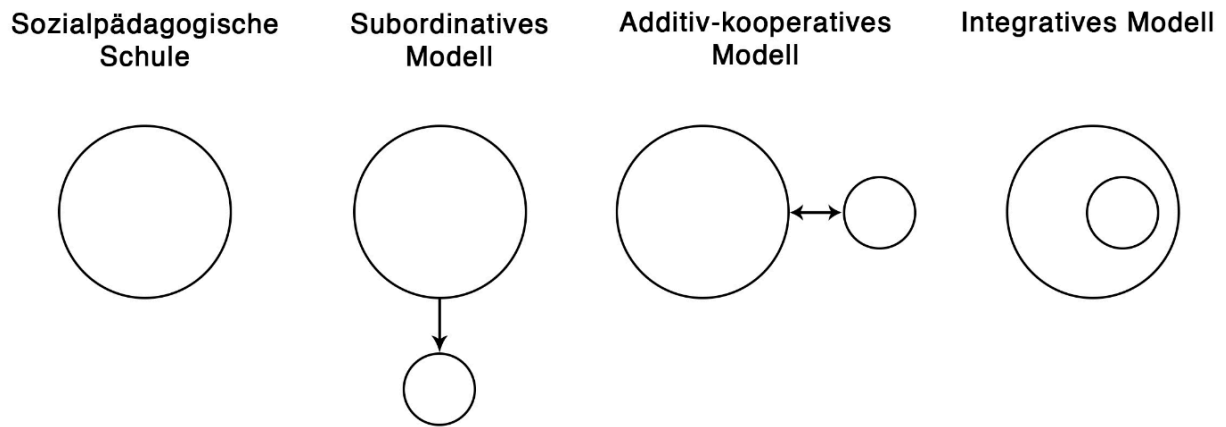 Sozialpädagogische
Schule
Subordinatives
Modell
Additiv-kooperatives
Modell
Integratives Modell